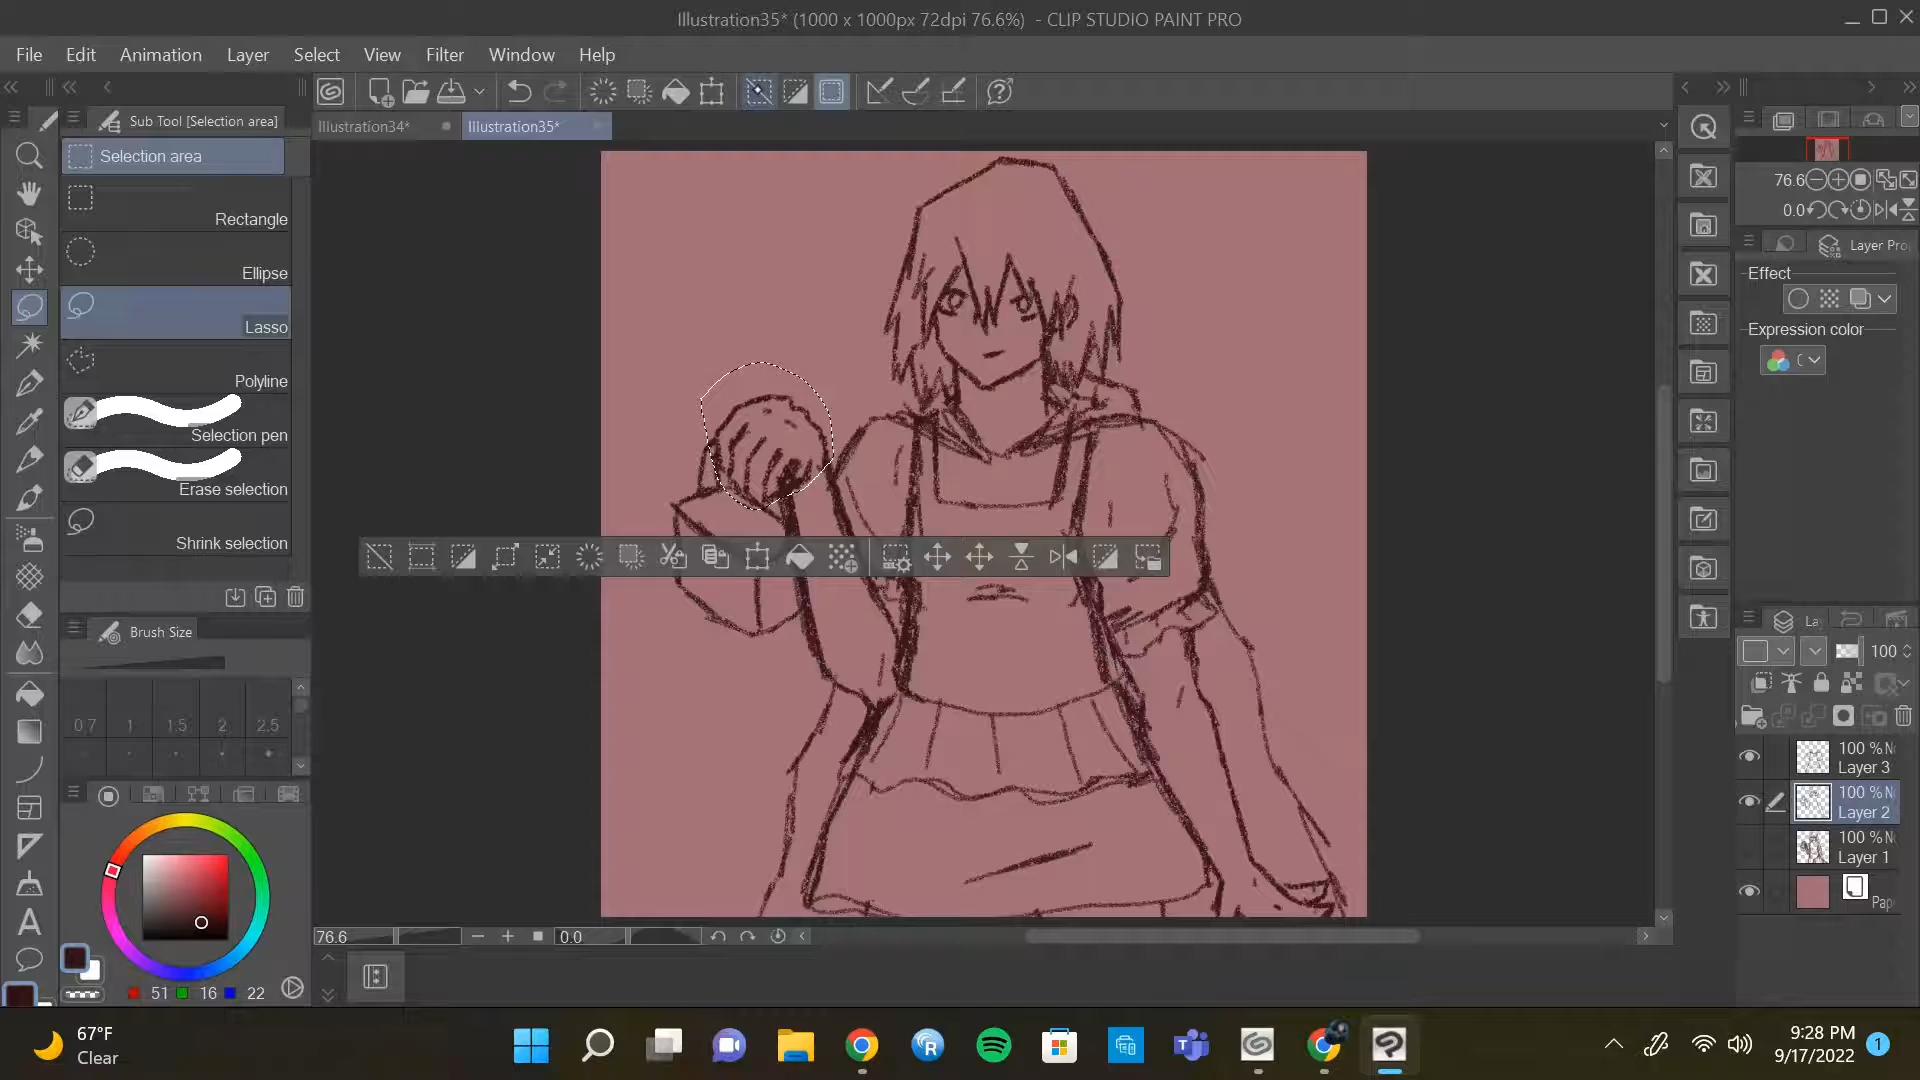 Illustration35* (1000 x 1000px 72dpi 76.6%)  - CLIP STUDIO PAINT PRO
File Edit Animation Layer Select View Filter Window Help
Sub Tool [Selection area]
Illustration34*
Illustration35*
Selection area
Rectangle
Ellipse
Lasso
Polyline
Selection pen
Erase selection
Shrink selection
Brush Size
0.7 1 1.5 2 2.5
51 16 22
76.6
0.0
76.6
0.0
Layer Pro
Effect
Expression color
C
La
100
100 %N
Layer 3
100 %N
Layer 2
100 %N
Layer 1
Pap
67°F
Clear
9:28 PM
9/17/2022
1